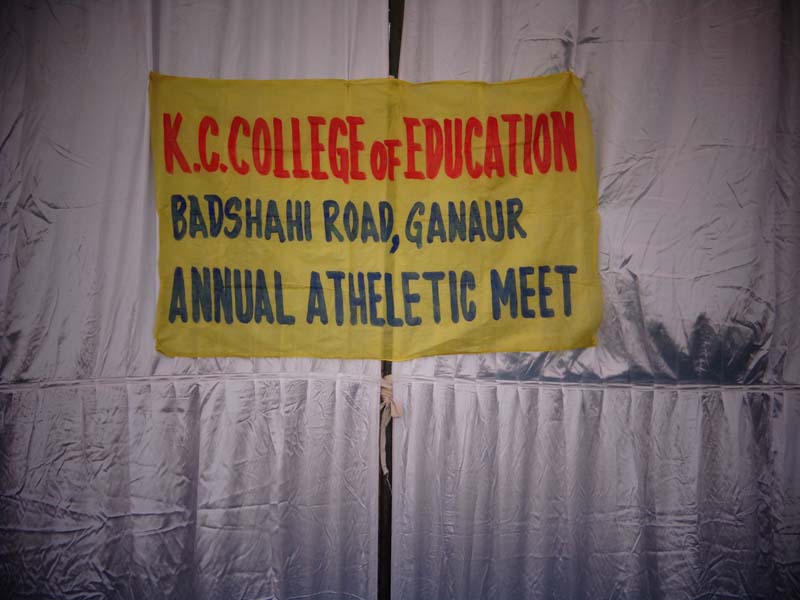 K.C.COLLEGE OF EDUCATION
BADSHAHI ROAD, GANAUR
ANNUAL ATHELETIC MEET